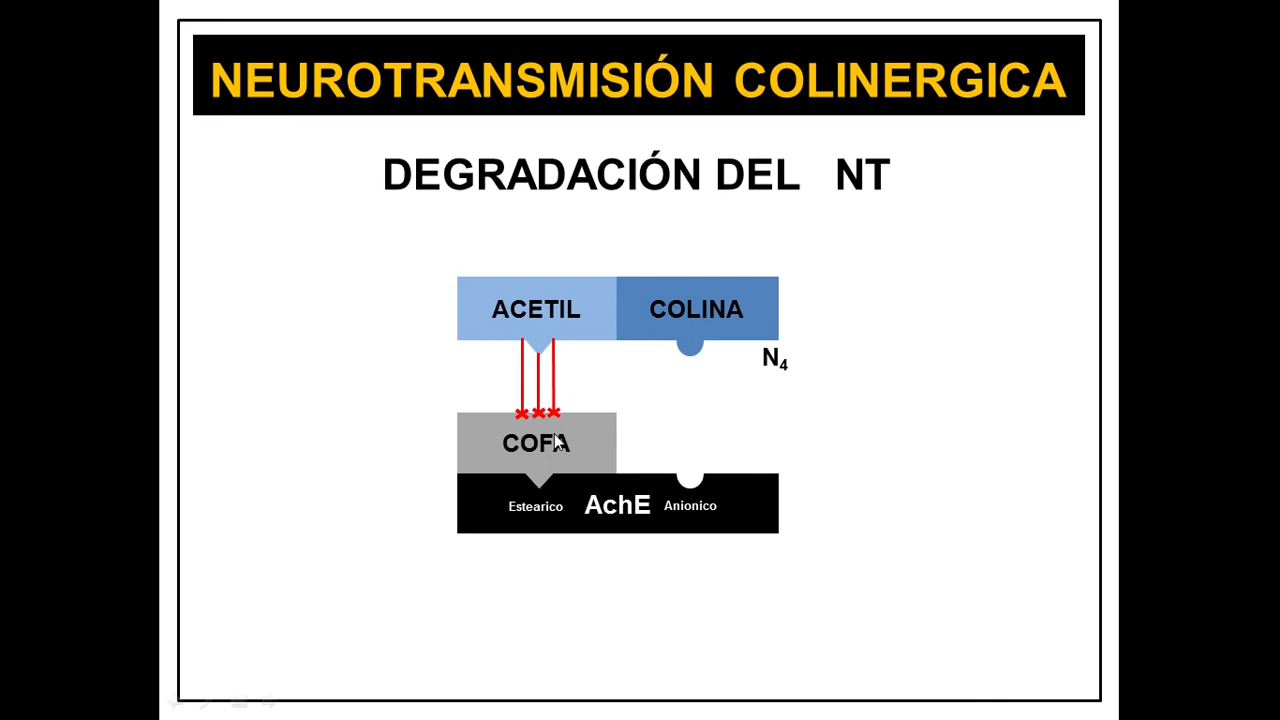 NEUROTRANSMISIÓN COLINERGICA
DEGRADACIÓN DEL NT
ACETIL COLINA
N₄
COFA
Estearico AchE Anionico